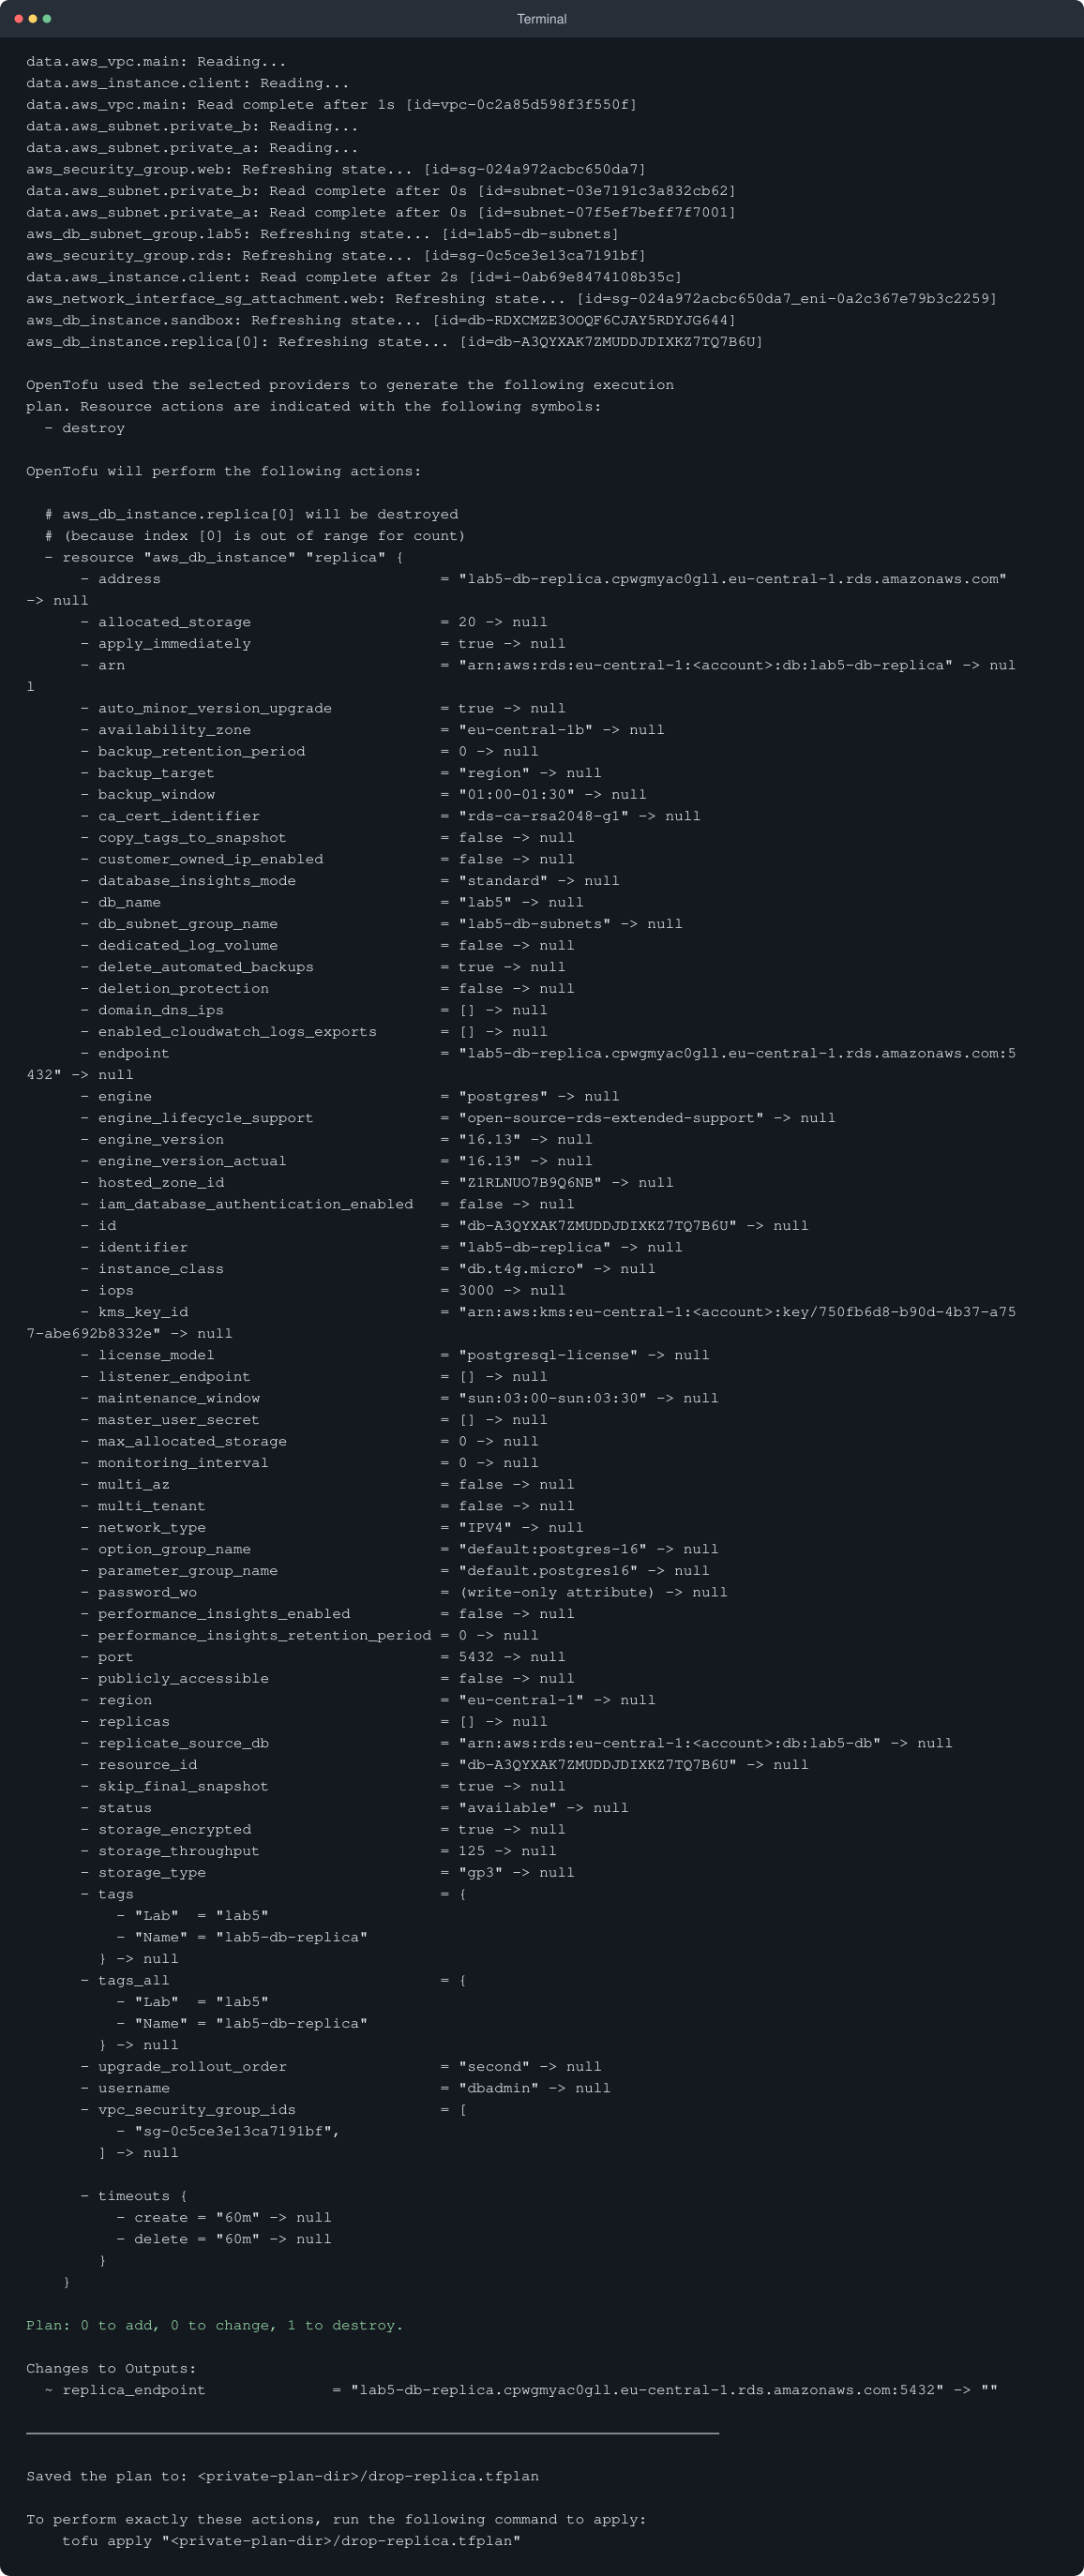 Terminal
data.aws_vpc.main: Reading...
data.aws_instance.client: Reading...
data.aws_vpc.main: Read complete after 1s [id=vpc-0c2a85d598f3f550f]
data.aws_subnet.private_b: Reading...
data.aws_subnet.private_a: Reading...
aws_security_group.web: Refreshing state... [id=sg-024a972acbc650da7]
data.aws_subnet.private_b: Read complete after 0s [id=subnet-03e7191c3a832cb62]
data.aws_subnet.private_a: Read complete after 0s [id=subnet-07f5ef7beff7f7001]
aws_db_subnet_group.lab5: Refreshing state... [id=lab5-db-subnets]
aws_security_group.rds: Refreshing state... [id=sg-0c5ce3e13ca7191bf]
data.aws_instance.client: Read complete after 2s [id=i-0ab69e8474108b35c]
aws_network_interface_sg_attachment.web: Refreshing state... [id=sg-024a972acbc650da7_eni-0a2c367e79b3c2259]
aws_db_instance.sandbox: Refreshing state... [id=db-RDXCMZE3OOQF6CJAY5RDYJG644]
aws_db_instance.replica[0]: Refreshing state... [id=db-A3QYXAK7ZMUDDJDIXKZ7TQ7B6U]
OpenTofu used the selected providers to generate the following execution
plan. Resource actions are indicated with the following symbols:
  - destroy
OpenTofu will perform the following actions:
  # aws_db_instance.replica[0] will be destroyed
  # (because index [0] is out of range for count)
  - resource "aws_db_instance" "replica" {
      - address                               = "lab5-db-replica.cpwgmyac0gll.eu-central-1.rds.amazonaws.com"
-> null
      - allocated_storage                     = 20 -> null
      - apply_immediately                     = true -> null
      - arn                                   = "arn:aws:rds:eu-central-1:<account>:db:lab5-db-replica" -> nul
l
      - auto_minor_version_upgrade            = true -> null
      - availability_zone                     = "eu-central-1b" -> null
      - backup_retention_period               = 0 -> null
      - backup_target                         = "region" -> null
      - backup_window                         = "01:00-01:30" -> null
      - ca_cert_identifier                    = "rds-ca-rsa2048-g1" -> null
      - copy_tags_to_snapshot                 = false -> null
      - customer_owned_ip_enabled             = false -> null
      - database_insights_mode                = "standard" -> null
      - db_name                               = "lab5" -> null
      - db_subnet_group_name                  = "lab5-db-subnets" -> null
      - dedicated_log_volume                  = false -> null
      - delete_automated_backups              = true -> null
      - deletion_protection                   = false -> null
      - domain_dns_ips                        = [] -> null
      - enabled_cloudwatch_logs_exports       = [] -> null
      - endpoint                              = "lab5-db-replica.cpwgmyac0gll.eu-central-1.rds.amazonaws.com:5
432" -> null
      - engine                                = "postgres" -> null
      - engine_lifecycle_support              = "open-source-rds-extended-support" -> null
      - engine_version                        = "16.13" -> null
      - engine_version_actual                 = "16.13" -> null
      - hosted_zone_id                        = "Z1RLNUO7B9Q6NB" -> null
      - iam_database_authentication_enabled   = false -> null
      - id                                    = "db-A3QYXAK7ZMUDDJDIXKZ7TQ7B6U" -> null
      - identifier                            = "lab5-db-replica" -> null
      - instance_class                        = "db.t4g.micro" -> null
      - iops                                  = 3000 -> null
      - kms_key_id                            = "arn:aws:kms:eu-central-1:<account>:key/750fb6d8-b90d-4b37-a75
7-abe692b8332e" -> null
      - license_model                         = "postgresql-license" -> null
      - listener_endpoint                     = [] -> null
      - maintenance_window                    = "sun:03:00-sun:03:30" -> null
      - master_user_secret                    = [] -> null
      - max_allocated_storage                 = 0 -> null
      - monitoring_interval                   = 0 -> null
      - multi_az                              = false -> null
      - multi_tenant                          = false -> null
      - network_type                          = "IPV4" -> null
      - option_group_name                     = "default:postgres-16" -> null
      - parameter_group_name                  = "default.postgres16" -> null
      - password_wo                           = (write-only attribute) -> null
      - performance_insights_enabled          = false -> null
      - performance_insights_retention_period = 0 -> null
      - port                                  = 5432 -> null
      - publicly_accessible                   = false -> null
      - region                                = "eu-central-1" -> null
      - replicas                              = [] -> null
      - replicate_source_db                   = "arn:aws:rds:eu-central-1:<account>:db:lab5-db" -> null
      - resource_id                           = "db-A3QYXAK7ZMUDDJDIXKZ7TQ7B6U" -> null
      - skip_final_snapshot                   = true -> null
      - status                                = "available" -> null
      - storage_encrypted                     = true -> null
      - storage_throughput                    = 125 -> null
      - storage_type                          = "gp3" -> null
      - tags                                  = {
          - "Lab"  = "lab5"
          - "Name" = "lab5-db-replica"
        } -> null
      - tags_all                              = {
          - "Lab"  = "lab5"
          - "Name" = "lab5-db-replica"
        } -> null
      - upgrade_rollout_order                 = "second" -> null
      - username                              = "dbadmin" -> null
      - vpc_security_group_ids                = [
          - "sg-0c5ce3e13ca7191bf",
        ] -> null
      - timeouts {
          - create = "60m" -> null
          - delete = "60m" -> null
        }
    }
Plan: 0 to add, 0 to change, 1 to destroy.
Changes to Outputs:
  ~ replica_endpoint              = "lab5-db-replica.cpwgmyac0gll.eu-central-1.rds.amazonaws.com:5432" -> ""
Saved the plan to: <private-plan-dir>/drop-replica.tfplan
To perform exactly these actions, run the following command to apply:
    tofu apply "<private-plan-dir>/drop-replica.tfplan"